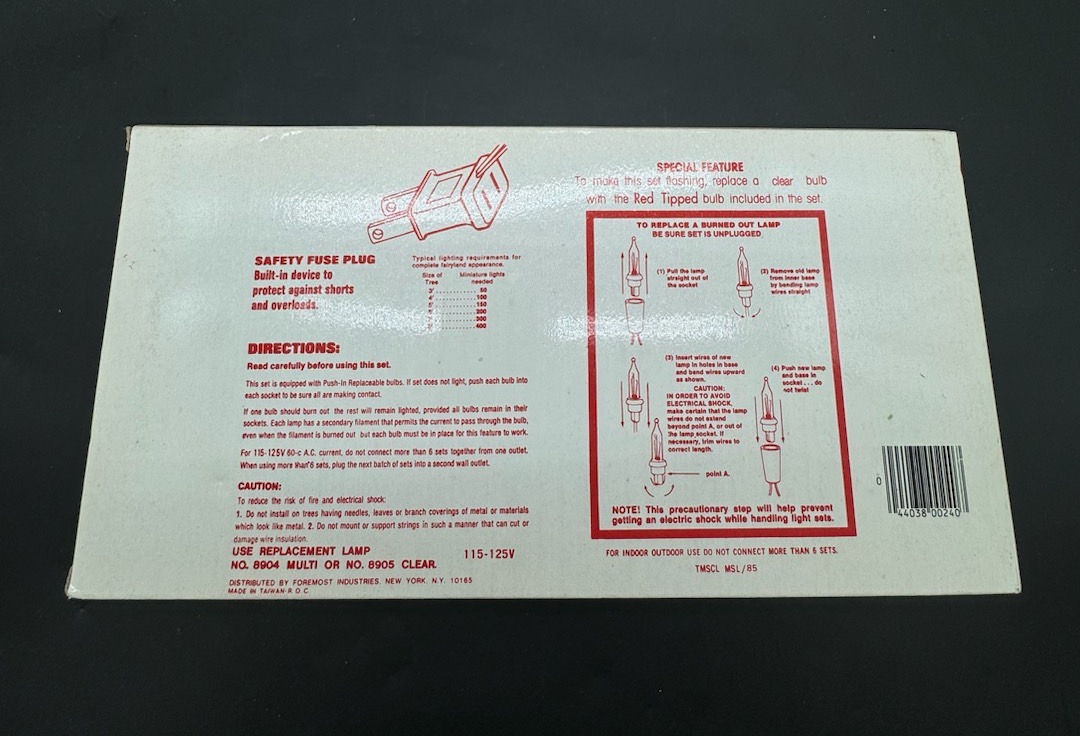 SAFETY FUSE PLUG
Built-in device to
protect against shorts
and overloads.
Typical lighting requirements for
complete fairyland appearance.
Size of Miniature lights
Tree needed
3' .............. 50
4' .............. 100
.............. 150
.............. 200
.............. 300
.............. 400
DIRECTIONS:
Read carefully before using this set.
This set is equipped with Push-In Replaceable bulbs. If set does not light, push each bulb into
each socket to be sure all are making contact.
If one bulb should burn out the rest will remain lighted, provided all bulbs remain in their
sockets. Each lamp has a secondary filament that permits the current to pass through the bulb,
even when the filament is burned out but each bulb must be in place for this feature to work.
For 115-125V 60-c A.C. current, do not connect more than 6 sets together from one outlet.
When using more than 6 sets, plug the next batch of sets into a second wall outlet.
CAUTION:
To reduce the risk of fire and electrical shock:
1. Do not install on trees having needles, leaves or branch coverings of metal or materials
which look like metal. 2. Do not mount or support strings in such a manner that can cut or
damage wire insulation.
USE REPLACEMENT LAMP 115-125V
NO. 8904 MULTI OR NO. 8905 CLEAR.
DISTRIBUTED BY FOREMOST INDUSTRIES, NEW YORK, N.Y. 10165
MADE IN TAIWAN R.O.C.
SPECIAL FEATURE
To make this set flashing, replace a clear bulb
with the Red Tipped bulb included in the set.
TO REPLACE A BURNED OUT LAMP
BE SURE SET IS UNPLUGGED
(1) Pull the lamp
straight out of
the socket
(2) Remove old lamp
from inner base
by bending lamp
wires straight
(3) Insert wires of new
lamp in holes in base
and bend wires upward
as shown.
CAUTION:
IN ORDER TO AVOID
ELECTRICAL SHOCK,
make certain that the lamp
wires do not extend
beyond point A, or out of
the lamp socket. If
necessary, trim wires to
correct length.
point A.
(4) Push new lamp
and base in
socket . . . do
not twist
NOTE! This precautionary step will help prevent
getting an electric shock while handling light sets.
FOR INDOOR OUTDOOR USE DO NOT CONNECT MORE THAN 6 SETS.
TMSCL MSL/85
0 44038 00240